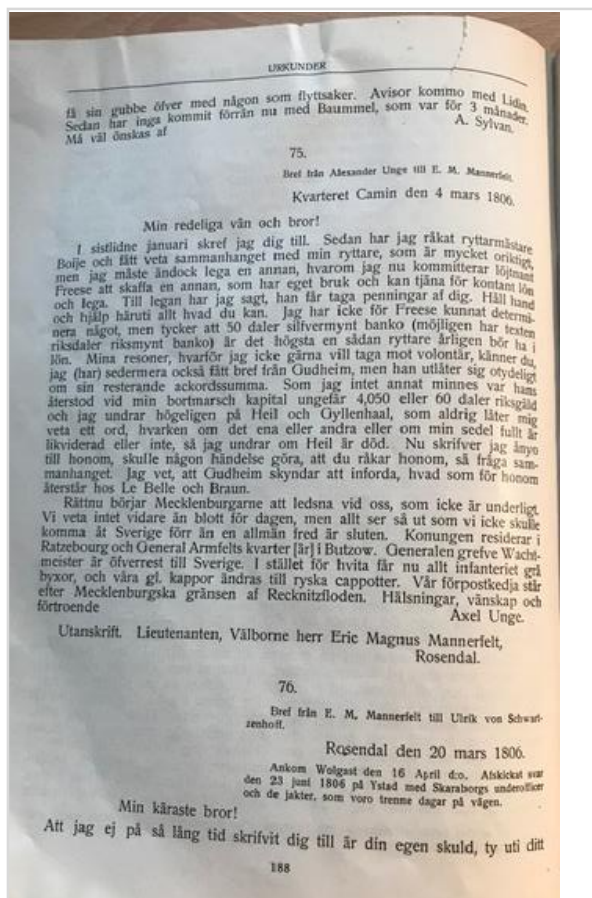 URKUNDER
få sin gubbe öfver med någon som flyttsaker. Avisor kommo med Lidin.
Sedan har inga kommit förrän nu med Baummel, som var för 3 månader.
Må väl önskas af
A. Sylvan.
75.
Bref från Alexander Unge till E. M. Mannerfelt.
Kvarteret Camin den 4 mars 1806.
Min redeliga vän och bror!
I sistlidne januari skref jag dig till. Sedan har jag råkat ryttarmästare
Boije och fått veta sammanhanget med min ryttare, som är mycket oriktigt,
men jag måste ändock lega en annan, hvarom jag nu kommitterar löjtnant
Freese att skaffa en annan, som har eget bruk och kan tjäna för kontant lön
och lega. Till legan har jag sagt, han får taga penningar af dig. Håll hand
och hjälp häruti allt hvad du kan. Jag har icke för Freese kunnat determi-
nera något, men tycker att 50 daler silfvermynt banko (möjligen har texten
riksdaler riksmynt banko) är det högsta en sådan ryttare årligen bör ha i
lön. Mina resoner, hvarför jag icke gärna vill taga mot volontär, känner du,
jag (har) sedermera också fått bref från Gudheim, men han utlåter sig otydeligt
om sin resterande ackordssumma. Som jag intet annat minnes var hans
återstod vid min bortmarsch kapital ungefär 4,050 eller 60 daler riksgäld
och jag undrar högeligen på Heil och Gyllenhaal, som aldrig låter mig
veta ett ord, hvarken om det ena eller andra eller om min sedel fullt är
likviderad eller inte, så jag undrar om Heil är död. Nu skrifver jag ånyo
till honom, skulle någon händelse göra, att du råkar honom, så fråga sam-
manhanget. Jag vet, att Gudheim skyndar att inforda, hvad som för honom
återstår hos Le Belle och Braun.
Rättnu börjar Mecklenburgarne att ledsna vid oss, som icke är underligt.
Vi veta intet vidare än blott för dagen, men allt ser så ut som vi icke skulle
komma åt Sverige förr än en allmän fred är sluten. Konungen residerar i
Ratzebourg och General Armfelts kvarter [är] i Butzow. Generalen grefve Wacht-
meister är öfverrest till Sverige. I stället för hvita får nu allt infanteriet grå
byxor, och våra gl. kappor ändras till ryska cappotter. Vår förpostkedja står
efter Mecklenburgska gränsen af Recknitzfloden. Hälsningar, vänskap och
förtroende
Axel Unge.
Utanskrift. Lieutenanten, Välborne herr Eric Magnus Mannerfelt,
Rosendal.
76.
Bref från E. M. Mannerfelt till Ulrik von Schwart-
zenhoff.
Rosendal den 20 mars 1806.
Ankom Wolgast den 16 April d:o. Afskickat svar
den 23 juni 1806 på Ystad med Skaraborgs underofficer
och de jakter, som voro trenne dagar på vägen.
Min käraste bror!
Att jag ej på så lång tid skrifvit dig till är din egen skuld, ty uti ditt
188